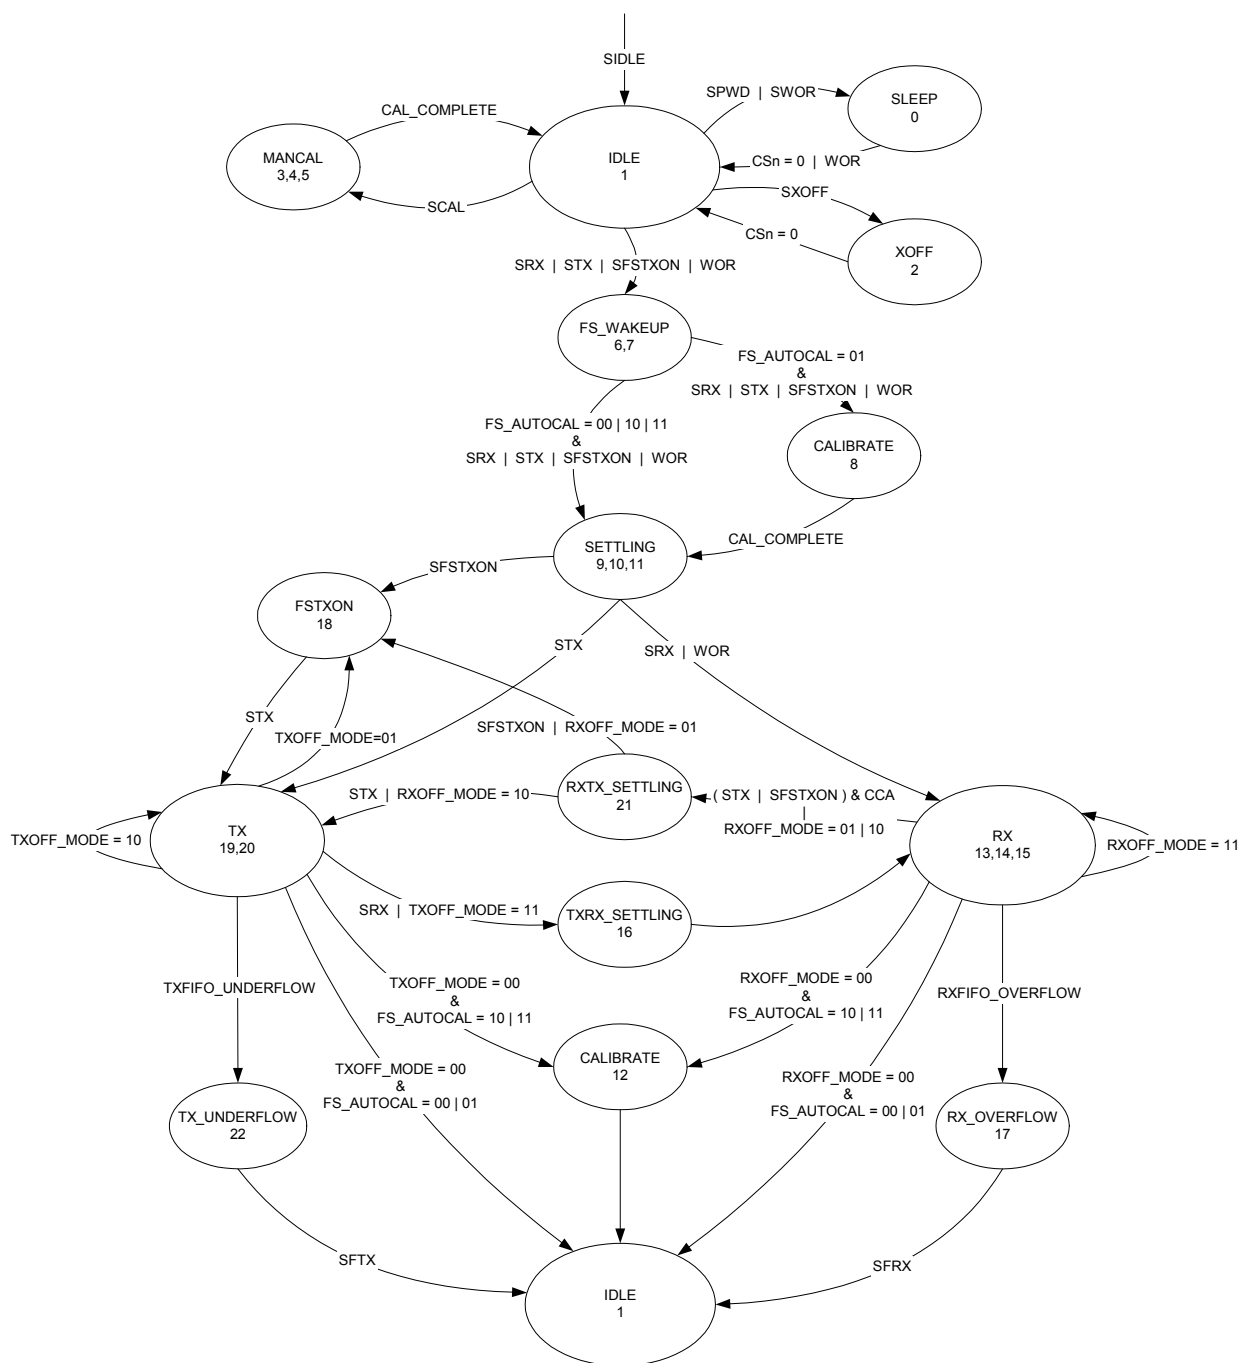 SIDLE
SPWD | SWOR
SLEEP
0
CAL_COMPLETE
MANCAL
3,4,5
IDLE
1
CSn = 0 | WOR
SXOFF
SCAL
CSn = 0
XOFF
2
SRX | STX | SFSTXON | WOR
FS_WAKEUP
6,7
FS_AUTOCAL = 01
&
SRX | STX | SFSTXON | WOR
FS_AUTOCAL = 00 | 10 | 11
&
SRX | STX | SFSTXON | WOR
CALIBRATE
8
CAL_COMPLETE
SETTLING
9,10,11
SFSTXON
FSTXON
18
STX
SRX | WOR
STX
TXOFF_MODE=01
SFSTXON | RXOFF_MODE = 01
RXTX_SETTLING
21
STX | RXOFF_MODE = 10
( STX | SFSTXON ) & CCA
|
RXOFF_MODE = 01 | 10
TXOFF_MODE = 10
TX
19,20
RX
13,14,15
RXOFF_MODE = 11
SRX | TXOFF_MODE = 11
TXRX_SETTLING
16
TXFIFO_UNDERFLOW
TXOFF_MODE = 00
&
FS_AUTOCAL = 10 | 11
RXOFF_MODE = 00
&
FS_AUTOCAL = 10 | 11
RXFIFO_OVERFLOW
CALIBRATE
12
TXOFF_MODE = 00
&
FS_AUTOCAL = 00 | 01
RXOFF_MODE = 00
&
FS_AUTOCAL = 00 | 01
TX_UNDERFLOW
22
RX_OVERFLOW
17
SFTX
SFRX
IDLE
1